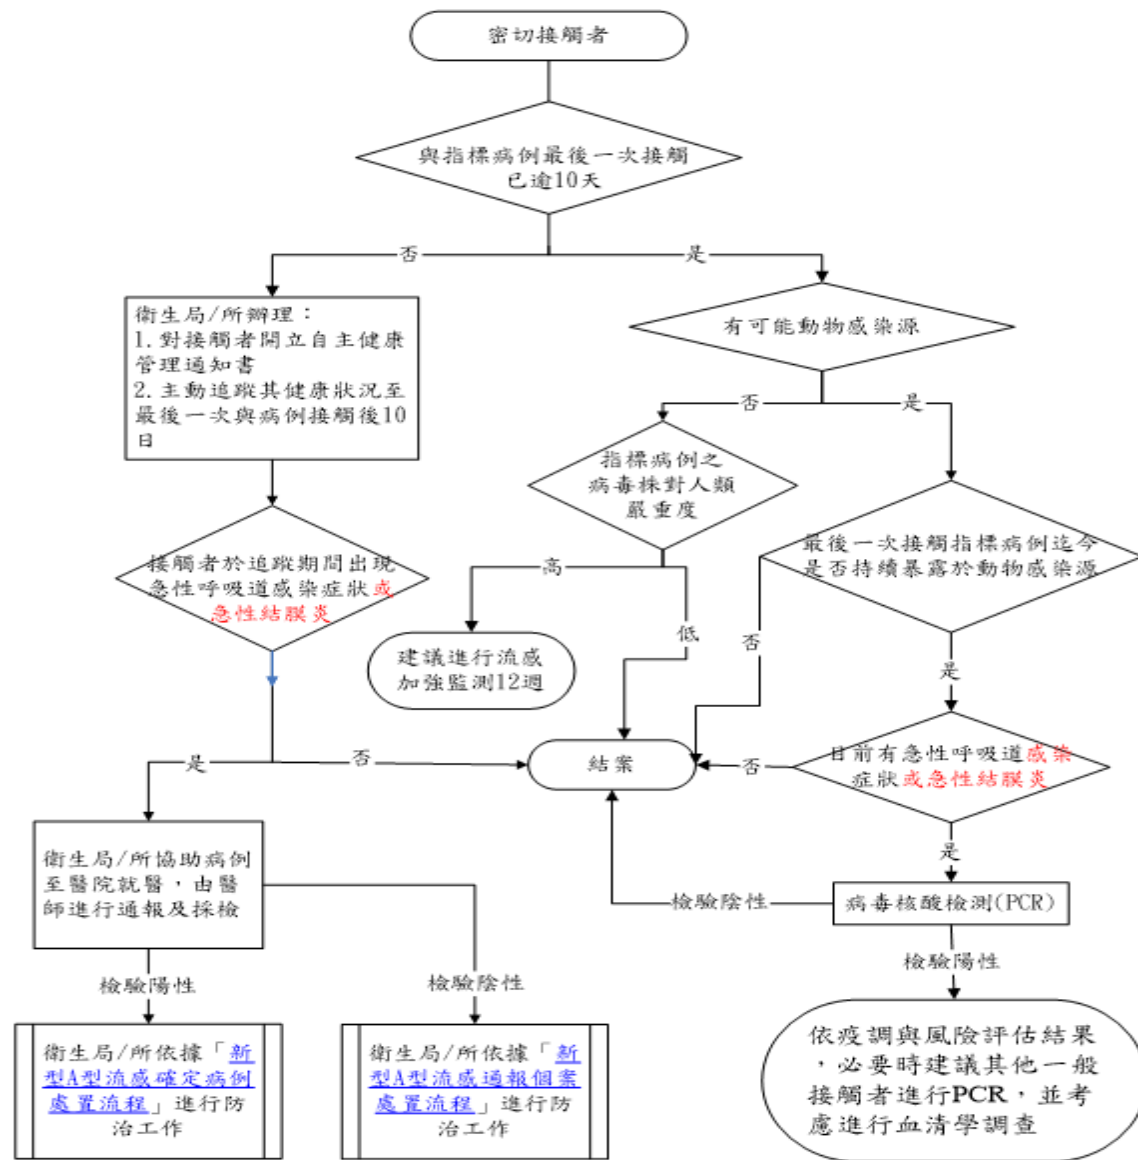 密切接觸者
與指標病例最後一次接觸
已逾10天
否
是
衛生局/所辦理：
1.對接觸者開立自主健康
管理通知書
2.主動追蹤其健康狀況至
最後一次與病例接觸後10
日
有可能動物感染源
否
是
指標病例之
病毒株對人類
嚴重度
最後一次接觸指標病例迄今
是否持續暴露於動物感染源
接觸者於追蹤期間出現
急性呼吸道感染症狀或
急性結膜炎
高
低
否
是
建議進行流感
加強監測12週
是
否
結案
否
目前有急性呼吸道感染
症狀或急性結膜炎
是
衛生局/所協助病例
至醫院就醫，由醫
師進行通報及採檢
檢驗陰性
病毒核酸檢測(PCR)
檢驗陽性
檢驗陰性
檢驗陽性
衛生局/所依據「新
型A型流感確定病例
處置流程」進行防
治工作
衛生局/所依據「新
型A型流感通報個案
處置流程」進行防
治工作
依疫調與風險評估結果
，必要時建議其他一般
接觸者進行PCR，並考
慮進行血清學調查